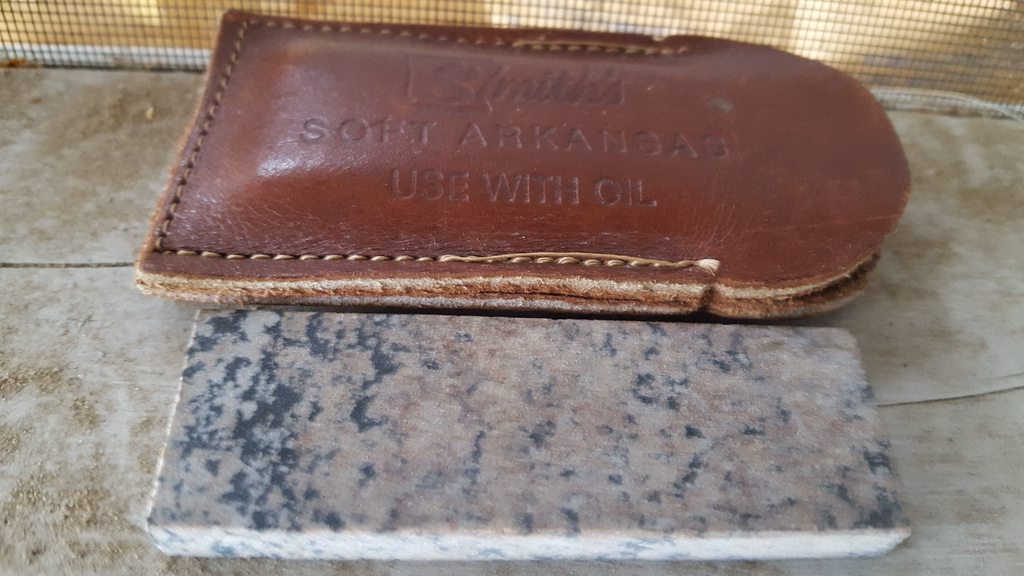 Smith's
SOFT ARKANSAS
USE WITH OIL